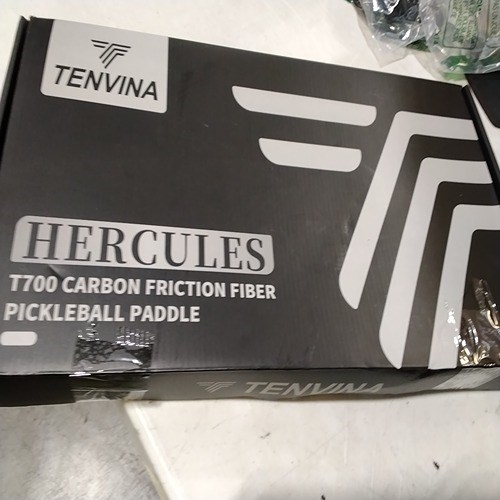 TENVINA
HERCULES
T700 CARBON FRICTION FIBER
PICKLEBALL PADDLE
TENVINA